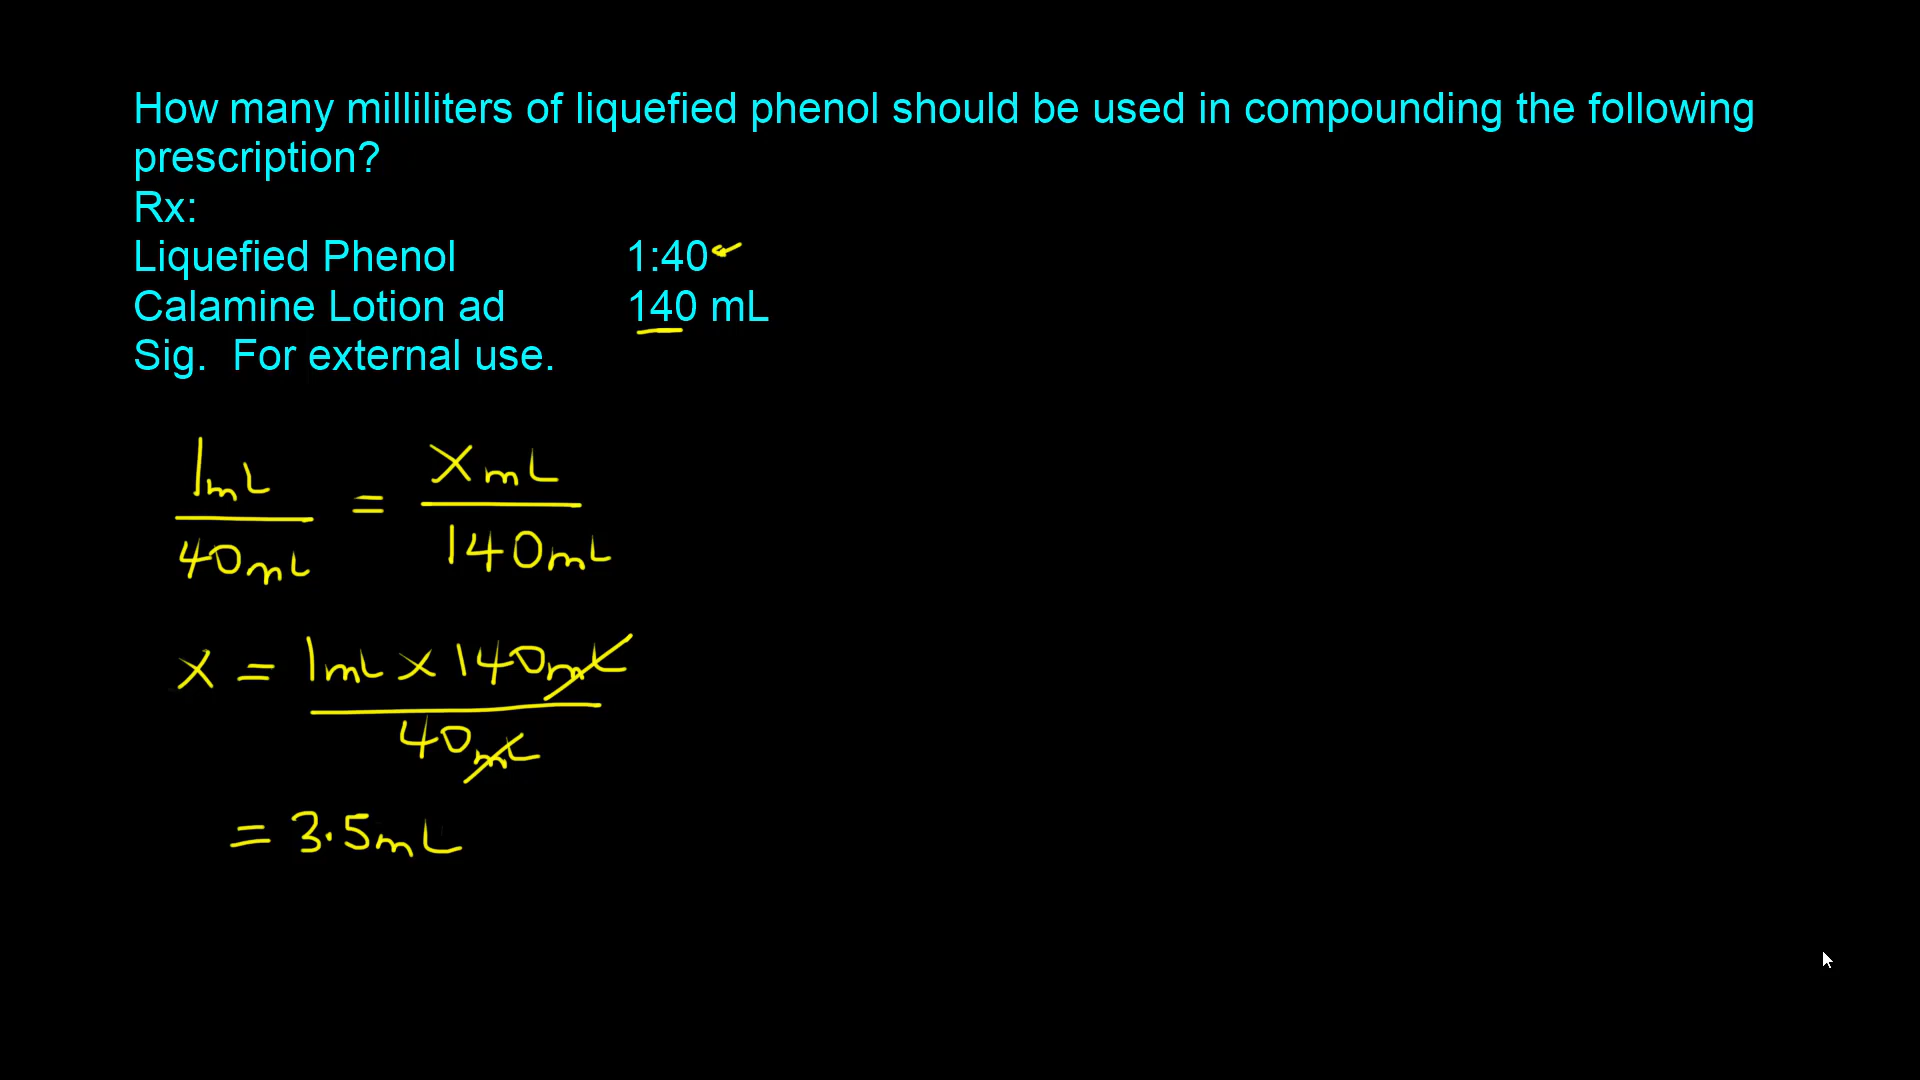 How many milliliters of liquefied phenol should be used in compounding the following
prescription?
Rx:
Liquefied Phenol 1:40
Calamine Lotion ad 140 mL
Sig. For external use.
1mL = XmL
40mL 140mL
x = 1mL x 140mL
40mL
= 3.5mL